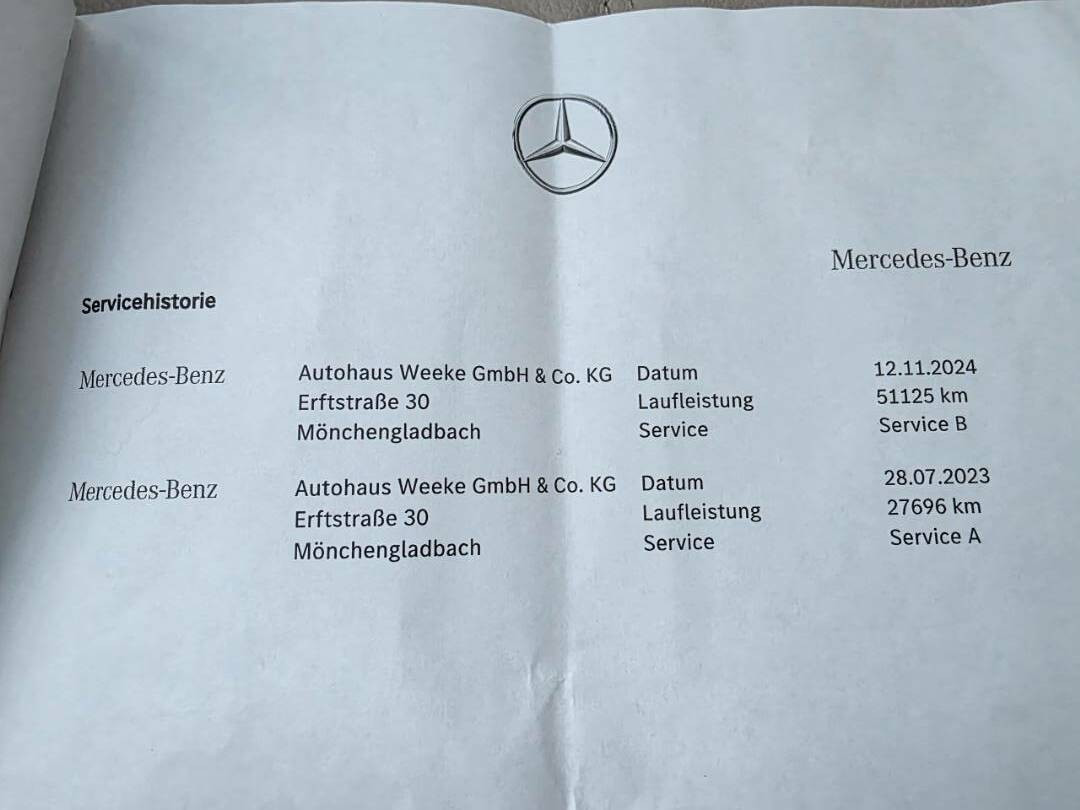 Mercedes-Benz
Servicehistorie
Mercedes-Benz Autohaus Weeke GmbH & Co. KG Datum 12.11.2024
Erftstraße 30 Laufleistung 51125 km
Mönchengladbach Service Service B
Mercedes-Benz Autohaus Weeke GmbH & Co. KG Datum 28.07.2023
Erftstraße 30 Laufleistung 27696 km
Mönchengladbach Service Service A